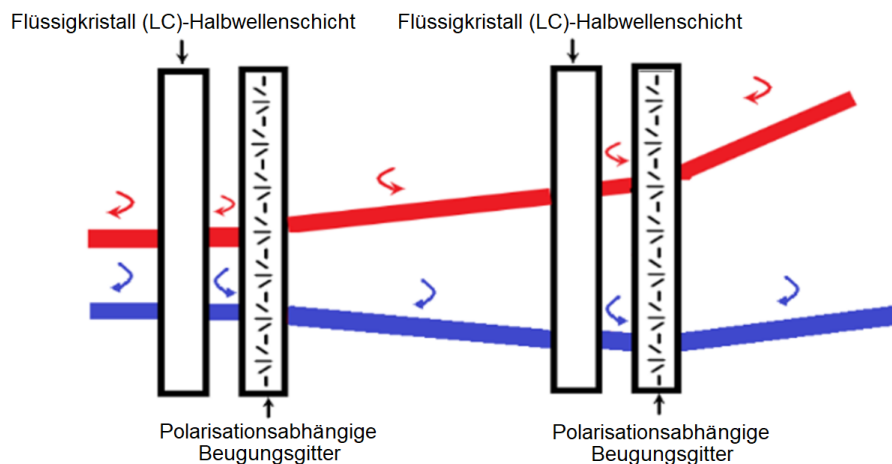 Flüssigkristall (LC)-Halbwellenschicht
Flüssigkristall (LC)-Halbwellenschicht
Polarisationsabhängige
Beugungsgitter
Polarisationsabhängige
Beugungsgitter